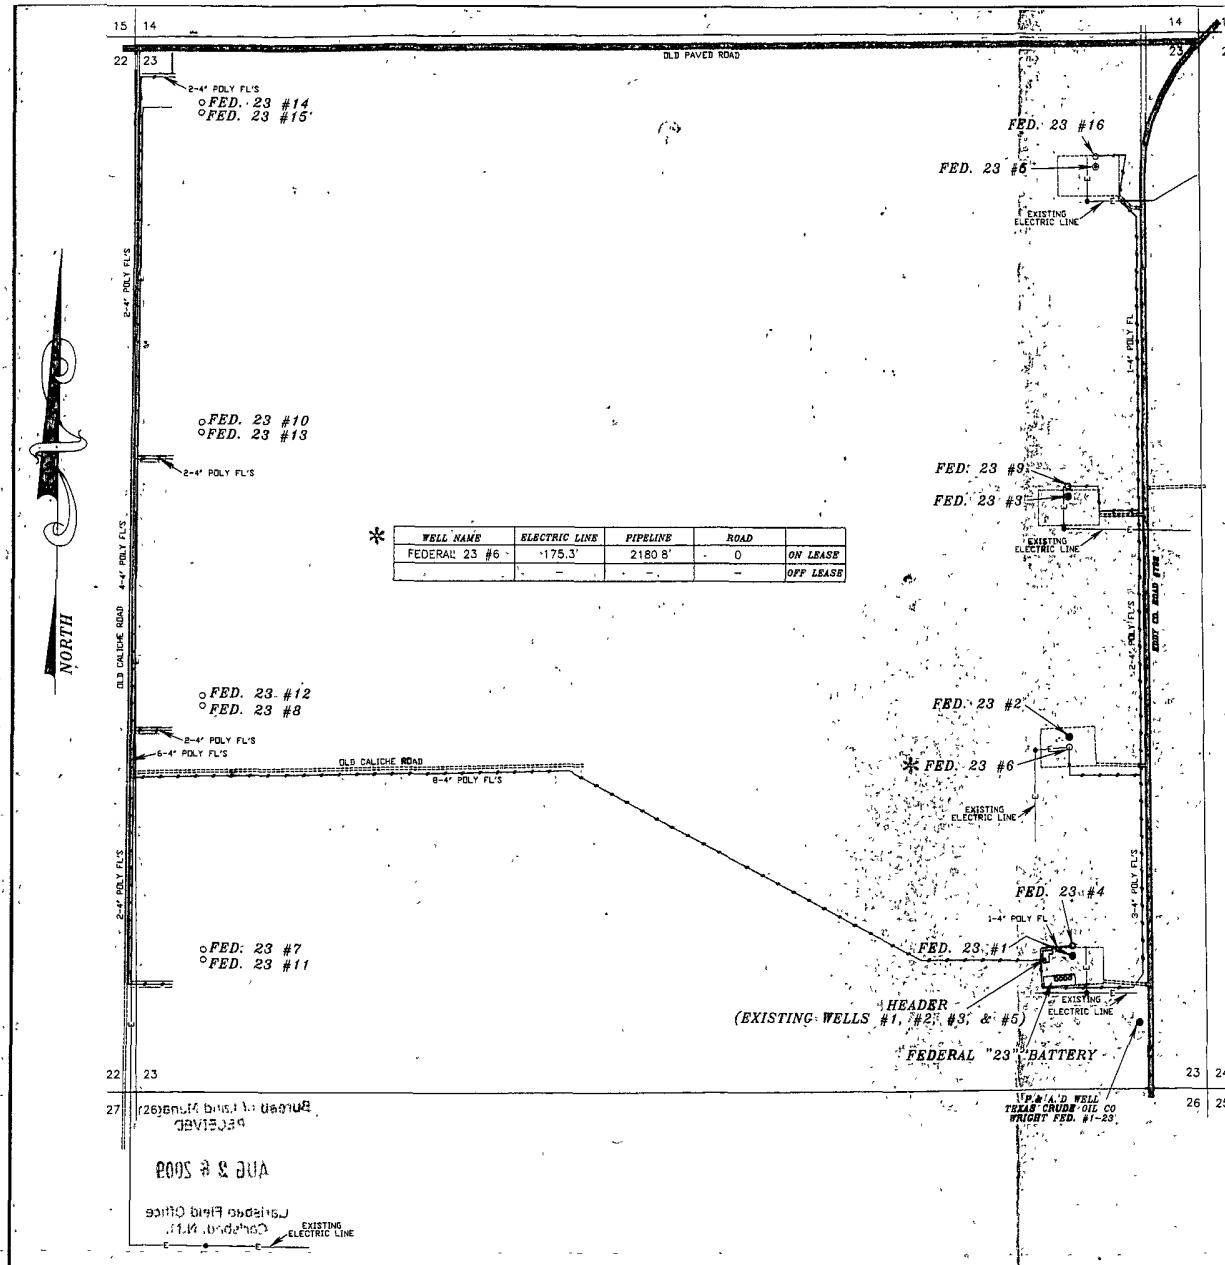 15 14
14
OLD PAVED ROAD
22 23
23
2-4" POLY FL'S
FED. 23 #14
FED. 23 #15
FED. 23 #16
FED. 23 #5
EXISTING
ELECTRIC LINE
2-4" POLY FL'S
1-4" POLY FL
FED. 23 #10
FED. 23 #13
2-4" POLY FL'S
FED. 23 #9
FED. 23 #3
EXISTING
ELECTRIC LINE
* WELL NAME ELECTRIC LINE PIPELINE ROAD
FEDERAL 23 #6 175.3' 2180.8' 0 ON LEASE
- - - OFF LEASE
4-4" POLY FL'S
OLD CALICHE ROAD
NORTH
2-4" POLY FL'S
FED. 23 #12
FED. 23 #8
2-4" POLY FL'S
6-4" POLY FL'S
OLD CALICHE ROAD
8-4" POLY FL'S
FED. 23 #2
* FED. 23 #6
EXISTING
ELECTRIC LINE
2-4" POLY FL'S
3-4" POLY FL'S
FED. 23 #4
1-4" POLY FL
FED. 23 #1
FED. 23 #7
FED. 23 #11
HEADER
(EXISTING WELLS #1, #2, #3, & #5)
EXISTING
ELECTRIC LINE
FEDERAL "23" BATTERY
22 23
23 24
27 26
26 25
P.& A.'D WELL
TEXAS CRUDE OIL CO
WRIGHT FED. #1-23
Bureau of Land Manager
RECEIVED
AUG 2 6 2009
Carlsbad Field Office
Carlsbad, N.M.
EXISTING
ELECTRIC LINE